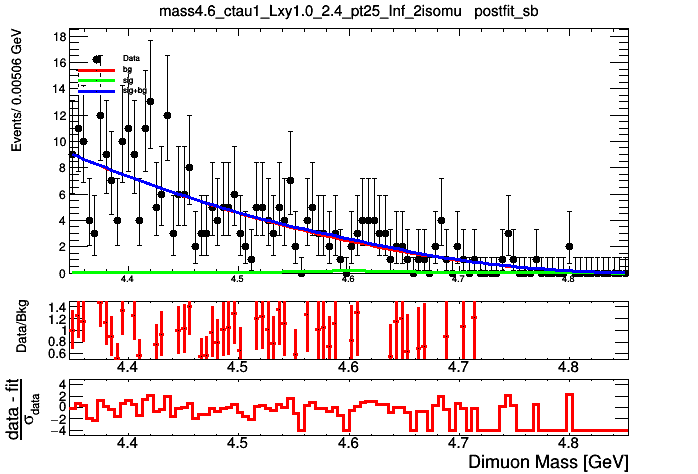 mass4.6_ctau1_Lxy1.0_2.4_pt25_Inf_2isomu postfit_sb
Events/ 0.00506 GeV
18
16
14
12
10
8
6
4
2
0
Data
bg
sig
sig+bg
4.4 4.5 4.6 4.7 4.8
Data/Bkg
1.4
1.2
1.0
0.8
0.6
4.4 4.5 4.6 4.7 4.8
data - fit
σdata
4
2
0
−2
−4
4.4 4.5 4.6 4.7 4.8
Dimuon Mass [GeV]